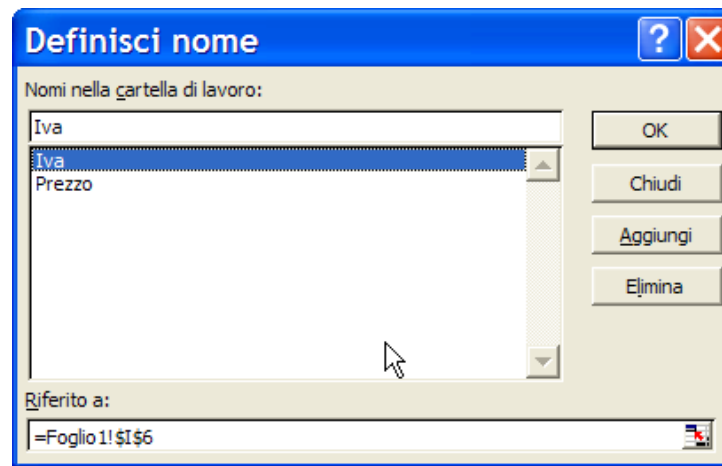 Definisci nome
Nomi nella cartella di lavoro:
Iva
OK
Iva
Prezzo
Chiudi
Aggiungi
Elimina
Riferito a:
=Foglio1!$I$6